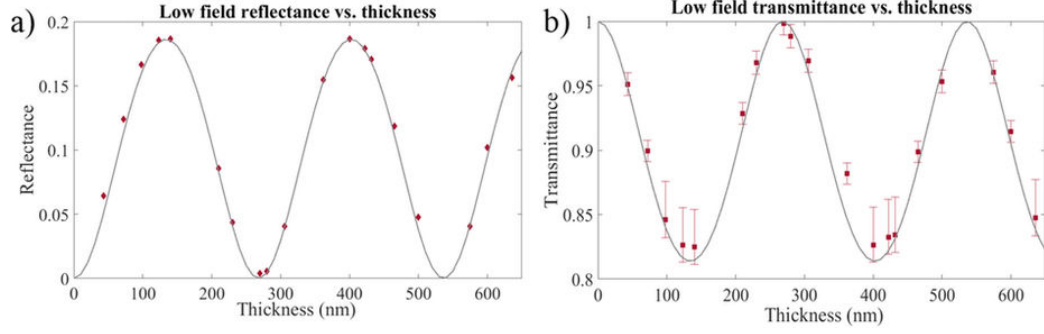 a)
Low field reflectance vs. thickness
0.2
0.15
0.1
0.05
0
Reflectance
0 100 200 300 400 500 600
Thickness (nm)
b)
Low field transmittance vs. thickness
1
0.95
0.9
0.85
0.8
Transmittance
0 100 200 300 400 500 600
Thickness (nm)